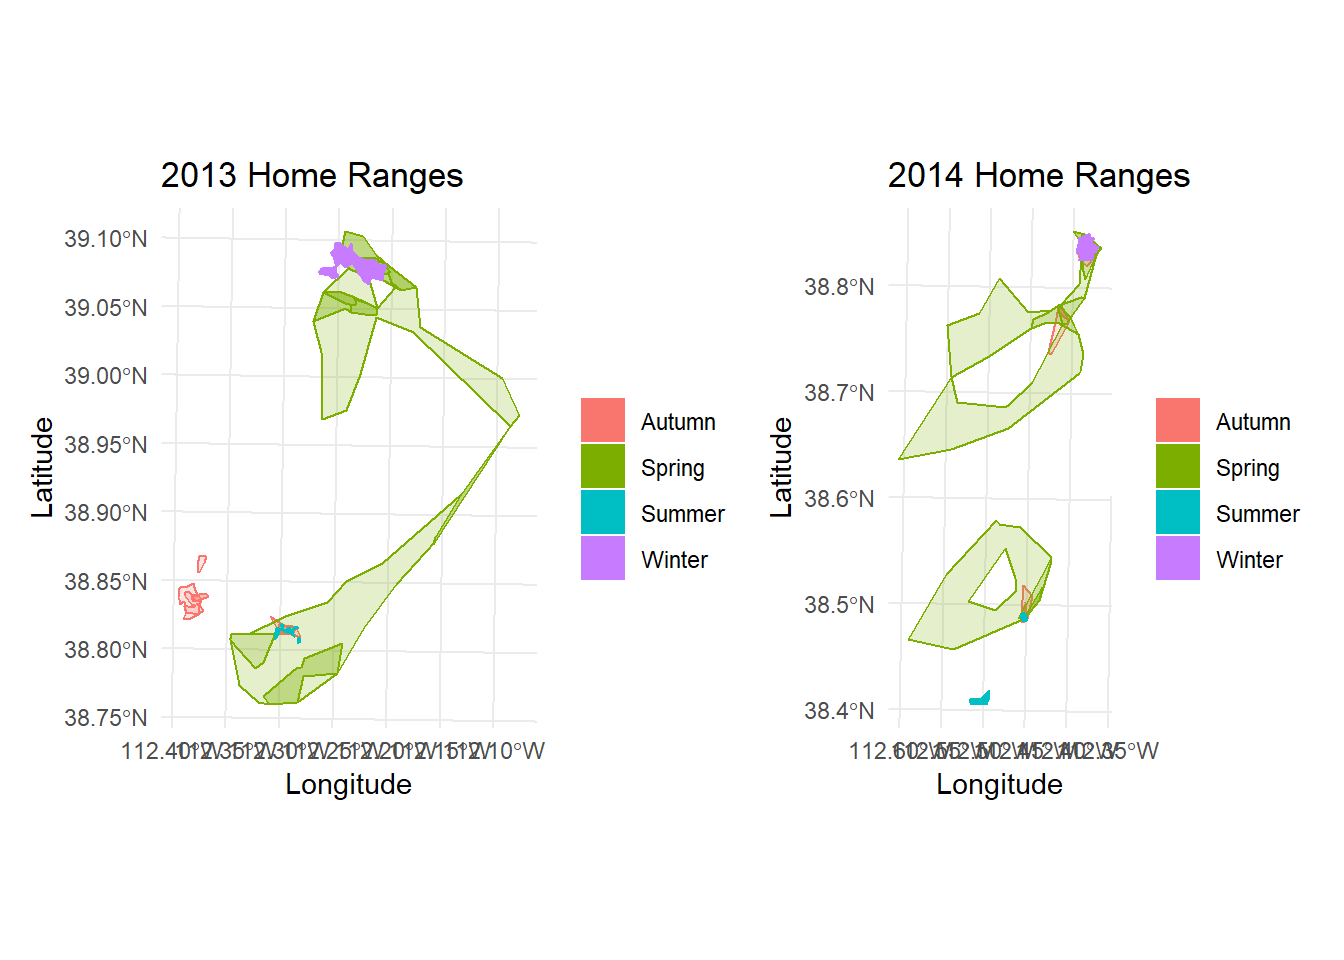 2013 Home Ranges
39.10°N
39.05°N
39.00°N
38.95°N
38.90°N
38.85°N
38.80°N
38.75°N
Latitude
112.40°W 112.35°W 112.30°W 112.25°W 112.20°W 112.15°W 112.10°W
Longitude
Autumn
Spring
Summer
Winter
2014 Home Ranges
38.8°N
38.7°N
38.6°N
38.5°N
38.4°N
Latitude
112.60°W 112.55°W 112.50°W 112.45°W 112.40°W 112.35°W
Longitude
Autumn
Spring
Summer
Winter